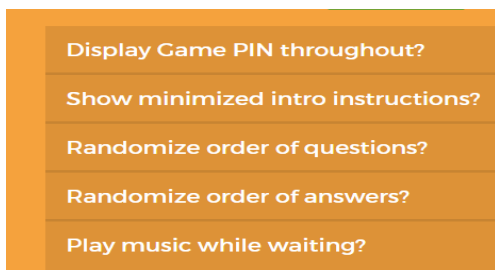 Display Game PIN throughout?
Show minimized intro instructions?
Randomize order of questions?
Randomize order of answers?
Play music while waiting?